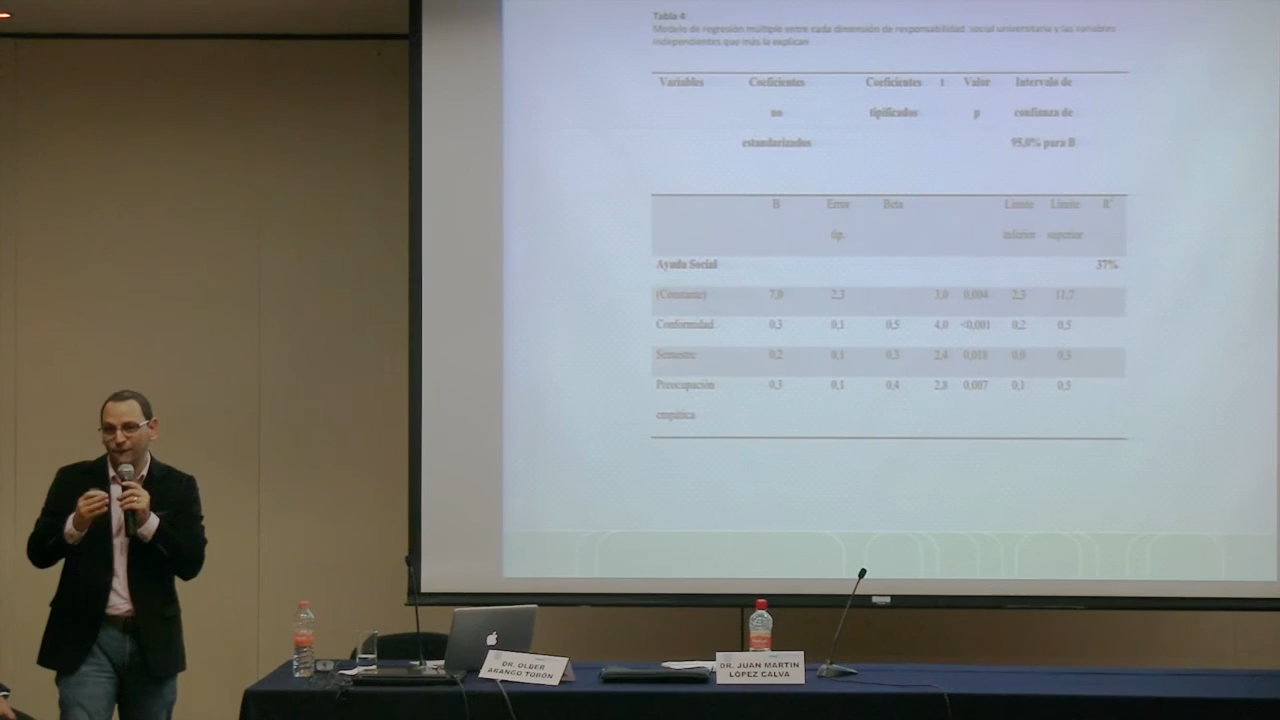 Tabla 4
Modelo de regresión múltiple entre cada dimensión de responsabilidad social universitaria y las variables
independientes que más la explican
Variables Coeficientes Coeficientes t Valor Intervalo de
no tipificados p confianza de
estandarizados 95,0% para B
B Error Beta Límite Límite R²
típ. inferior superior
Ayuda Social 37%
(Constante) 7,0 2,3 3,0 0,004 2,3 11,7
Conformidad 0,3 0,1 0,5 4,0 <0,001 0,2 0,5
Semestre 0,2 0,1 0,3 2,4 0,018 0,0 0,3
Preocupación 0,3 0,1 0,4 2,8 0,007 0,1 0,5
empática
DR. OLBER
ARANGO TOBÓN
DR. JUAN MARTIN
LÓPEZ CALVA